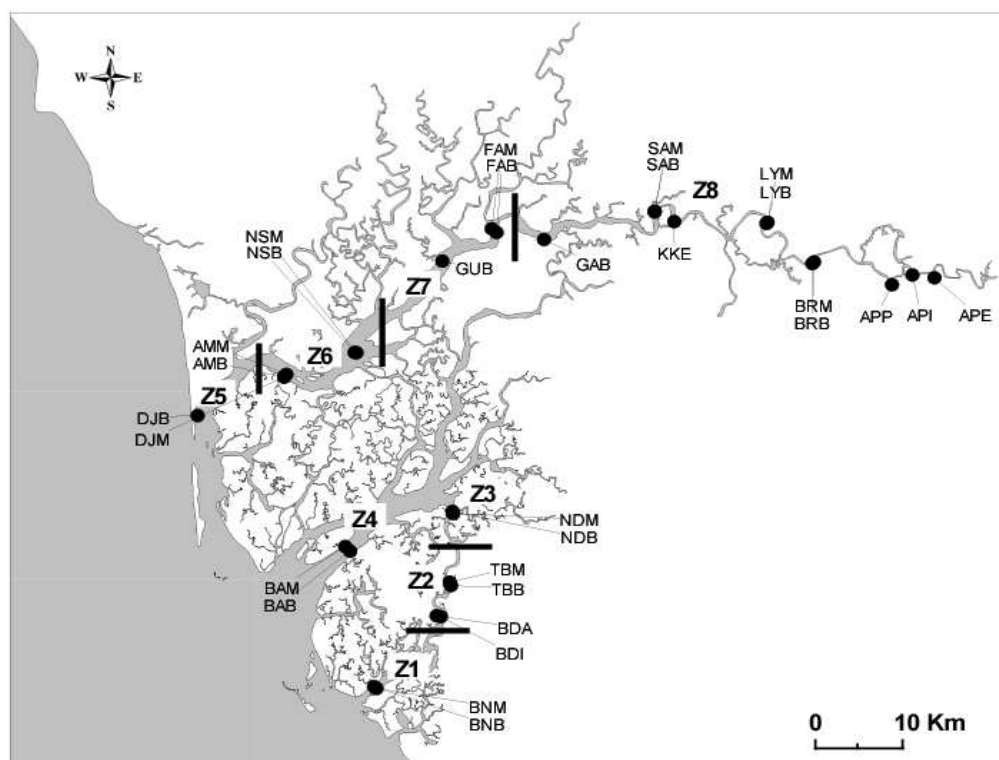 N
W E
S
FAM
FAB
SAM
SAB
Z8
LYM
LYB
NSM
NSB
GUB
GAB
KKE
Z7
BRM
BRB
APP
API
APE
AMM
AMB
Z6
Z5
DJB
DJM
Z3
Z4
NDM
NDB
BAM
BAB
Z2
TBM
TBB
BDA
BDI
Z1
BNM
BNB
0 10 Km